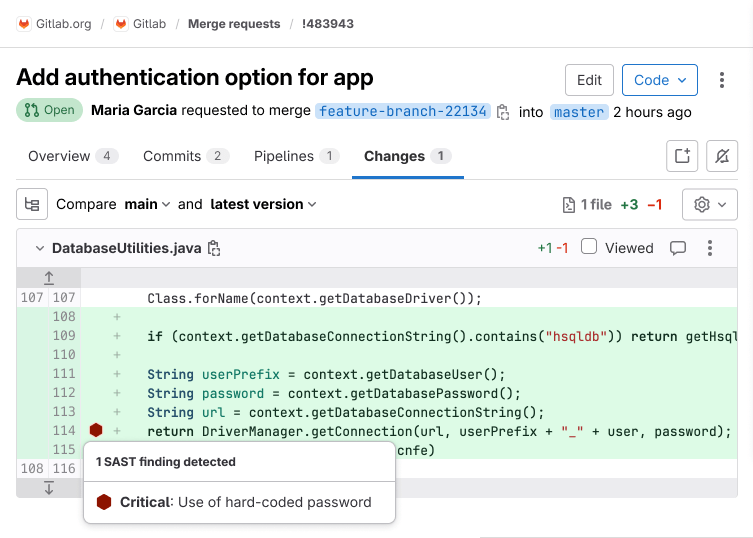 Gitlab.org / Gitlab / Merge requests / !483943
Add authentication option for app
Edit
Code
Open
Maria Garcia requested to merge feature-branch-22134 into master 2 hours ago
Overview 4
Commits 2
Pipelines 1
Changes 1
Compare main and latest version
1 file +3 −1
DatabaseUtilities.java
+1 -1
Viewed
107 107 Class.forName(context.getDatabaseDriver());
108 +
109 + if (context.getDatabaseConnectionString().contains("hsqldb")) return getHsql
110 +
111 + String userPrefix = context.getDatabaseUser();
112 + String password = context.getDatabasePassword();
113 + String url = context.getDatabaseConnectionString();
114 + return DriverManager.getConnection(url, userPrefix + "_" + user, password);
115 cnfe)
108 116
1 SAST finding detected
Critical: Use of hard-coded password